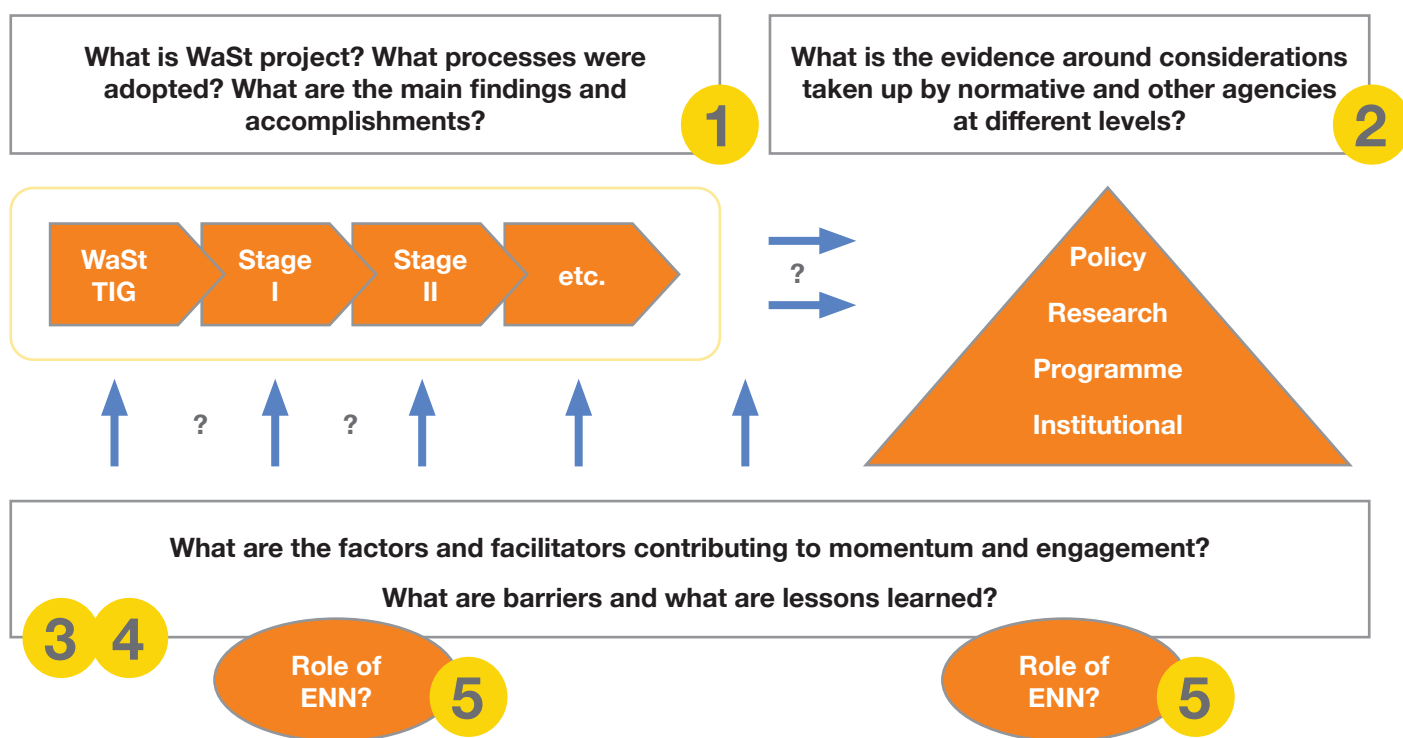 What is WaSt project? What processes were
adopted? What are the main findings and
accomplishments?
1
What is the evidence around considerations
taken up by normative and other agencies
at different levels?
2
WaSt
TIG
Stage
I
Stage
II
etc.
?
Policy
Research
Programme
Institutional
?
?
What are the factors and facilitators contributing to momentum and engagement?
What are barriers and what are lessons learned?
3
4
Role of
ENN?
5
Role of
ENN?
5